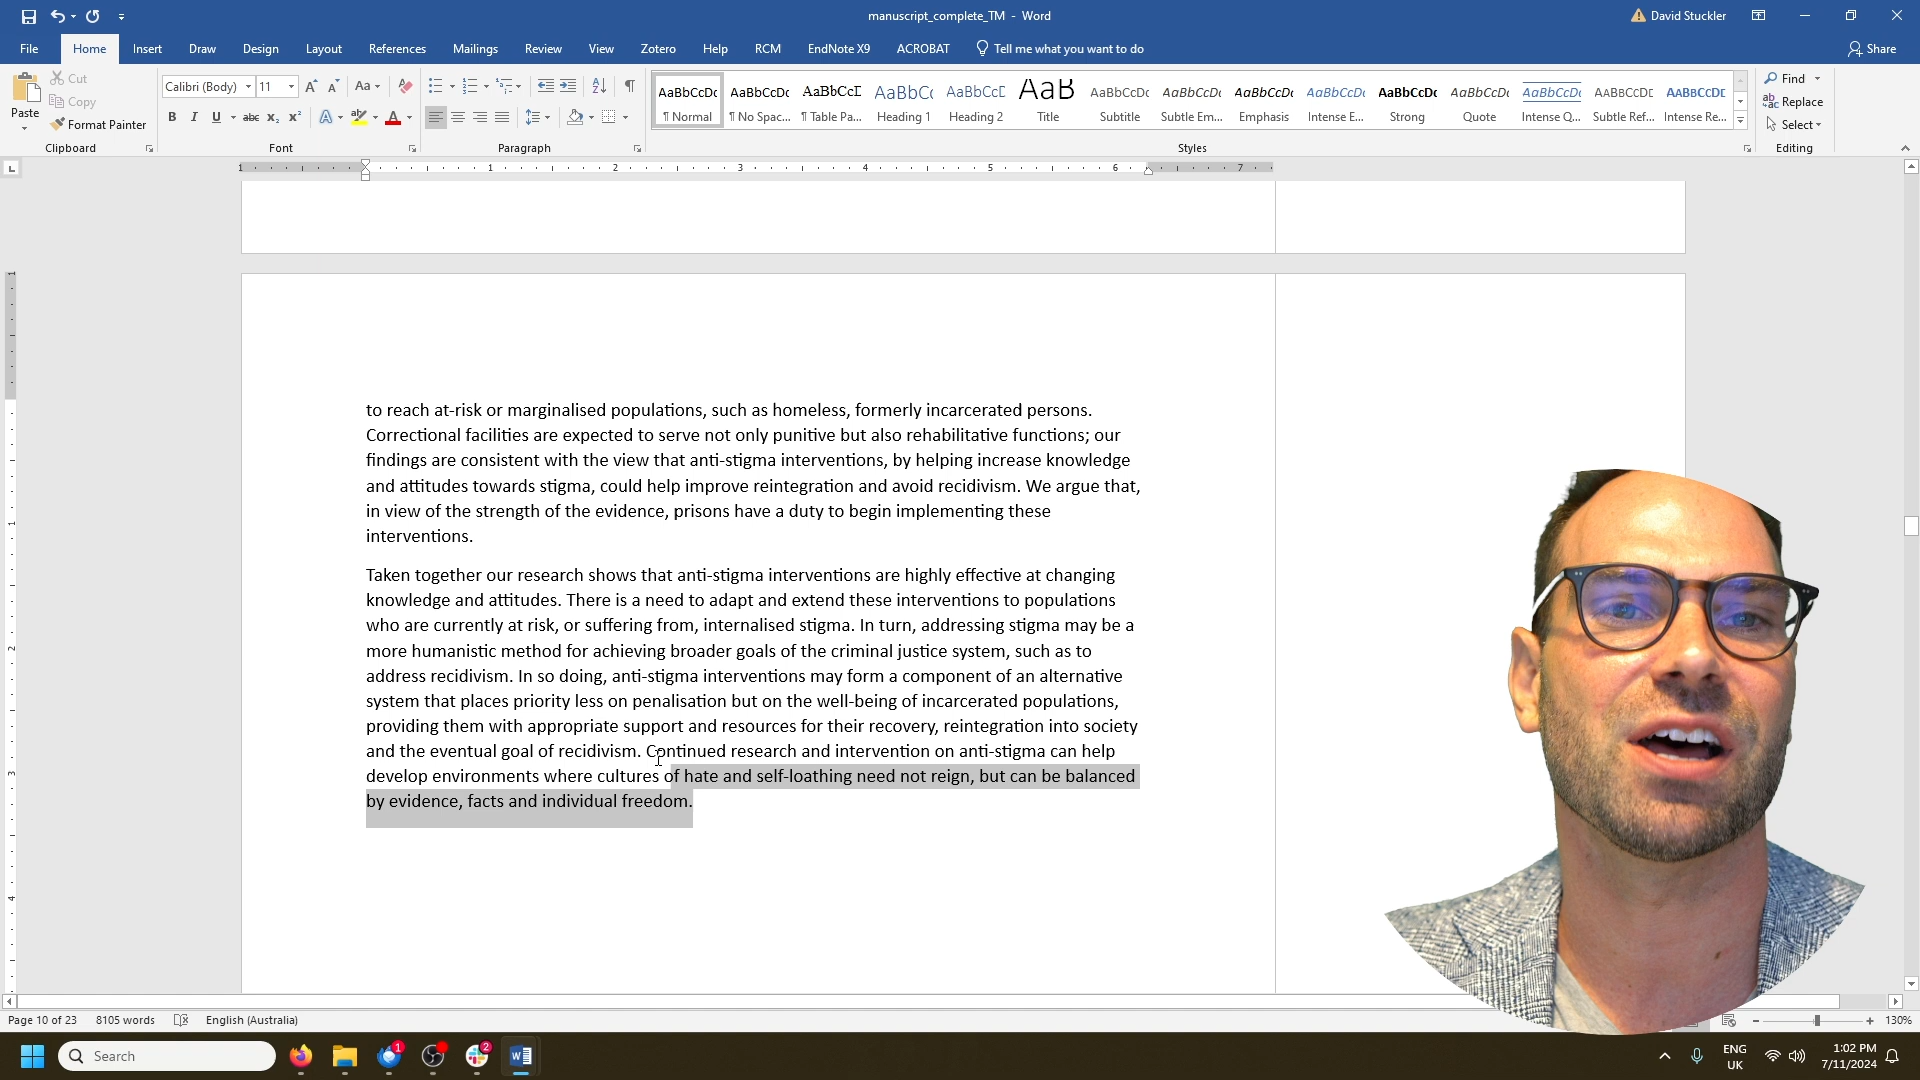 manuscript_complete_TM - Word
David Stuckler
File Home Insert Draw Design Layout References Mailings Review View Zotero Help RCM EndNote X9 ACROBAT Tell me what you want to do Share
Paste
Cut
Copy
Format Painter
Clipboard
Calibri (Body) 11
Font
Paragraph
AaBbCcDc AaBbCcDc AaBbCcI AaBbC( AaBbCcD AaB AaBbCcDc AaBbCcDc AaBbCcDc AaBbCcDc AaBbCcDc AaBbCcDc AaBbCcDc AABBCCDE AABBCCDE
¶ Normal ¶ No Spac... ¶ Table Pa... Heading 1 Heading 2 Title Subtitle Subtle Em... Emphasis Intense E... Strong Quote Intense Q... Subtle Ref... Intense Re...
Styles
Find
Replace
Select
Editing
1 1 2 3 4 5 6 7
to reach at-risk or marginalised populations, such as homeless, formerly incarcerated persons.
Correctional facilities are expected to serve not only punitive but also rehabilitative functions; our
findings are consistent with the view that anti-stigma interventions, by helping increase knowledge
and attitudes towards stigma, could help improve reintegration and avoid recidivism. We argue that,
in view of the strength of the evidence, prisons have a duty to begin implementing these
interventions.
Taken together our research shows that anti-stigma interventions are highly effective at changing
knowledge and attitudes. There is a need to adapt and extend these interventions to populations
who are currently at risk, or suffering from, internalised stigma. In turn, addressing stigma may be a
more humanistic method for achieving broader goals of the criminal justice system, such as to
address recidivism. In so doing, anti-stigma interventions may form a component of an alternative
system that places priority less on penalisation but on the well-being of incarcerated populations,
providing them with appropriate support and resources for their recovery, reintegration into society
and the eventual goal of recidivism. Continued research and intervention on anti-stigma can help
develop environments where cultures of hate and self-loathing need not reign, but can be balanced
by evidence, facts and individual freedom.
Page 10 of 23 8105 words English (Australia) 130%
Search
1
2
ENG
UK
1:02 PM
7/11/2024